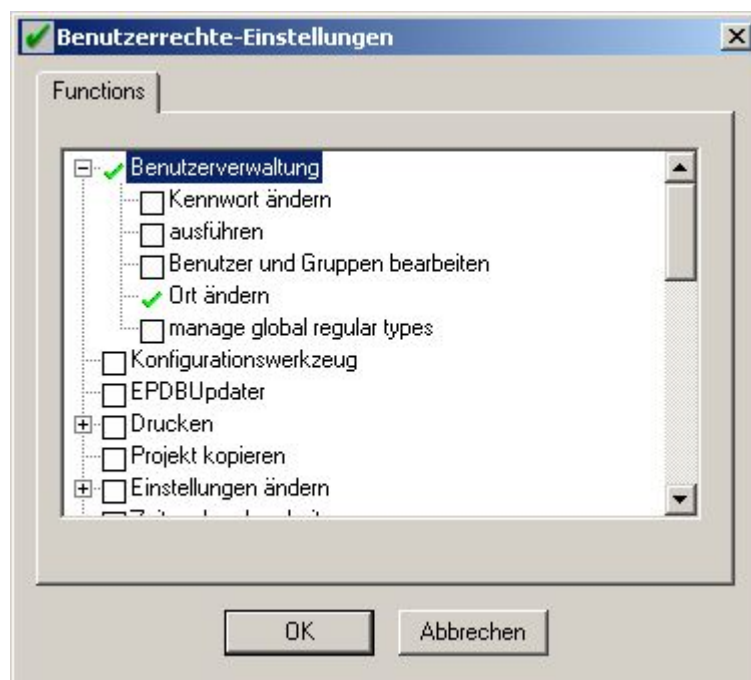 Benutzerrechte-Einstellungen
Functions
Benutzerverwaltung
Kennwort ändern
ausführen
Benutzer und Gruppen bearbeiten
Ort ändern
manage global regular types
Konfigurationswerkzeug
EPDBUpdater
Drucken
Projekt kopieren
Einstellungen ändern
OK
Abbrechen